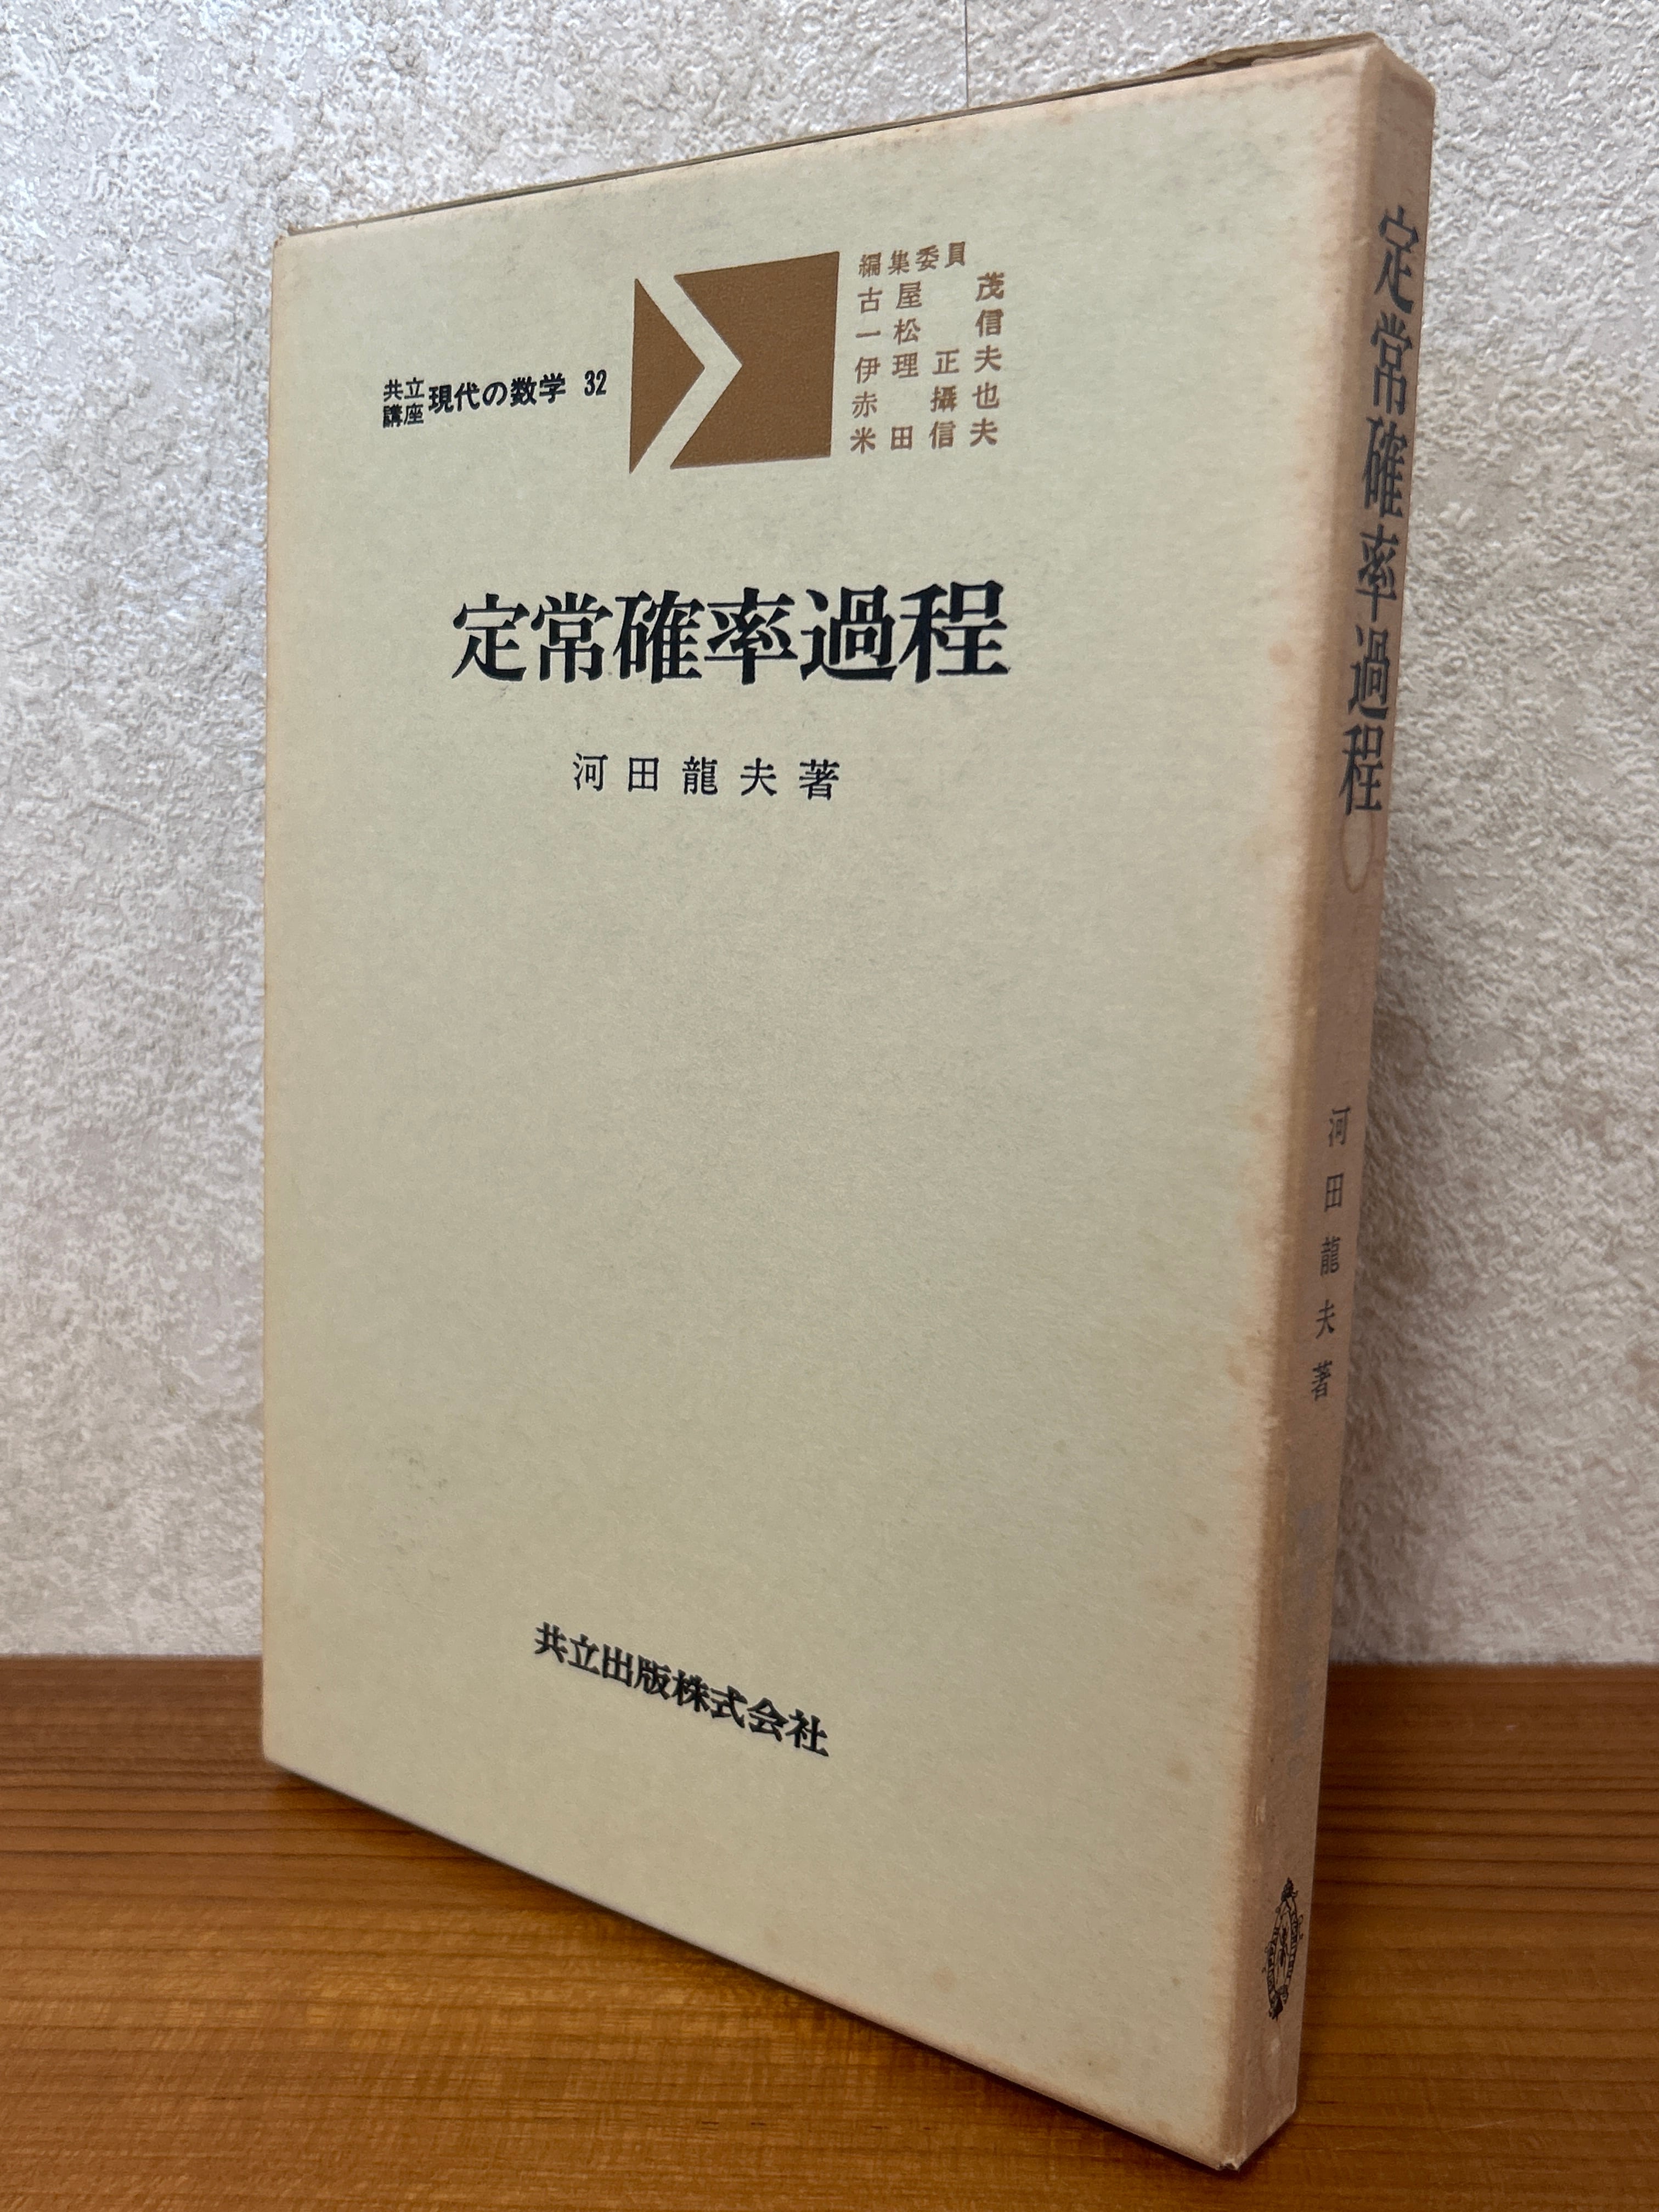 共立
講座
現代の数学 32
編集委員
古屋 茂
一松 信
伊理正夫
赤 攝也
米田信夫
定常確率過程
河田龍夫著
共立出版株式会社
定常確率過程
河田龍夫著